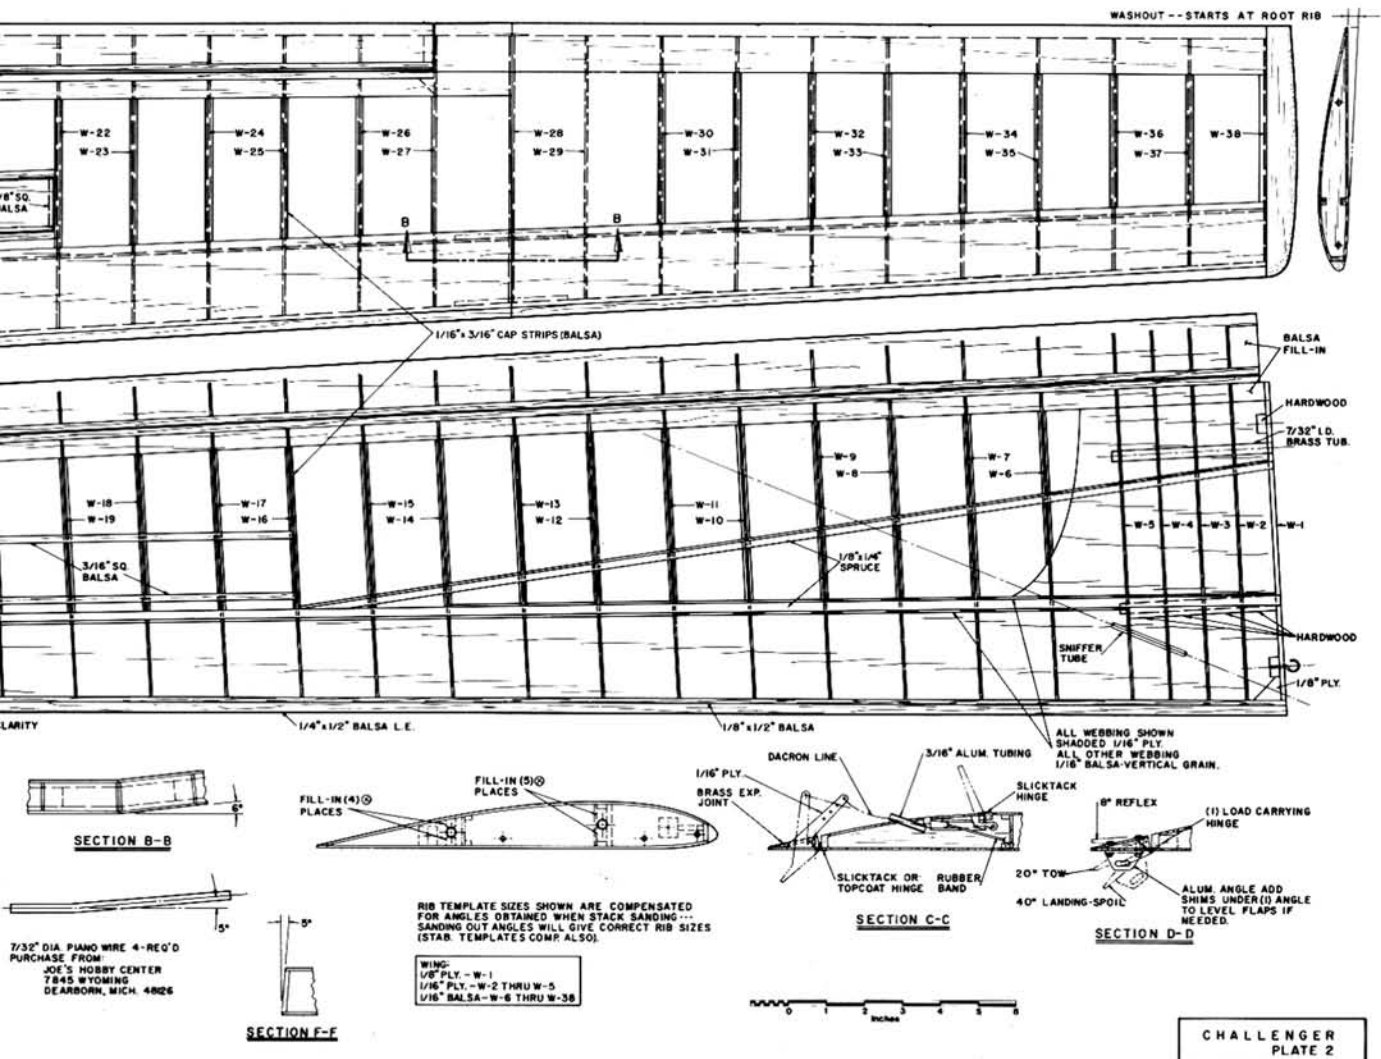 WASHOUT -- STARTS AT ROOT RIB
W-22
W-23
W-24
W-25
W-26
W-27
W-28
W-29
W-30
W-31
W-32
W-33
W-34
W-35
W-36
W-37
W-38
/8" SQ.
ALSA
B
B
1/16" x 3/16" CAP STRIPS (BALSA)
BALSA
FILL-IN
HARDWOOD
7/32" I.D.
BRASS TUB.
W-18
W-19
W-17
W-16
W-15
W-14
W-13
W-12
W-11
W-10
W-9
W-8
W-7
W-6
W-5
W-4
W-3
W-2
W-1
3/16" SQ.
BALSA
1/8" x 1/4"
SPRUCE
SNIFFER
TUBE
HARDWOOD
1/8" PLY.
LARITY
1/4" x 1/2" BALSA L.E.
1/8" x 1/2" BALSA
ALL WEBBING SHOWN
SHADDED 1/16" PLY.
ALL OTHER WEBBING
1/16" BALSA-VERTICAL GRAIN.
6°
SECTION B-B
FILL-IN (4)
PLACES
FILL-IN (5)
PLACES
DACRON LINE
3/16" ALUM. TUBING
1/16" PLY.
BRASS EXP.
JOINT
SLICKTACK
HINGE
SLICKTACK OR
TOPCOAT HINGE
RUBBER
BAND
SECTION C-C
8° REFLEX
(1) LOAD CARRYING
HINGE
20° TOW
40° LANDING-SPOIL
ALUM. ANGLE ADD
SHIMS UNDER (1) ANGLE
TO LEVEL FLAPS IF
NEEDED.
SECTION D-D
5°
7/32" DIA. PIANO WIRE 4-REQ'D
PURCHASE FROM:
JOE'S HOBBY CENTER
7845 WYOMING
DEARBORN, MICH. 48126
5°
SECTION F-F
RIB TEMPLATE SIZES SHOWN ARE COMPENSATED
FOR ANGLES OBTAINED WHEN STACK SANDING ---
SANDING OUT ANGLES WILL GIVE CORRECT RIB SIZES
(STAB. TEMPLATES COMP. ALSO).
WING:
1/8" PLY. - W-1
1/16" PLY. - W-2 THRU W-5
1/16" BALSA - W-6 THRU W-38
0 1 2 3 4 5 6
Inches
CHALLENGER
PLATE 2